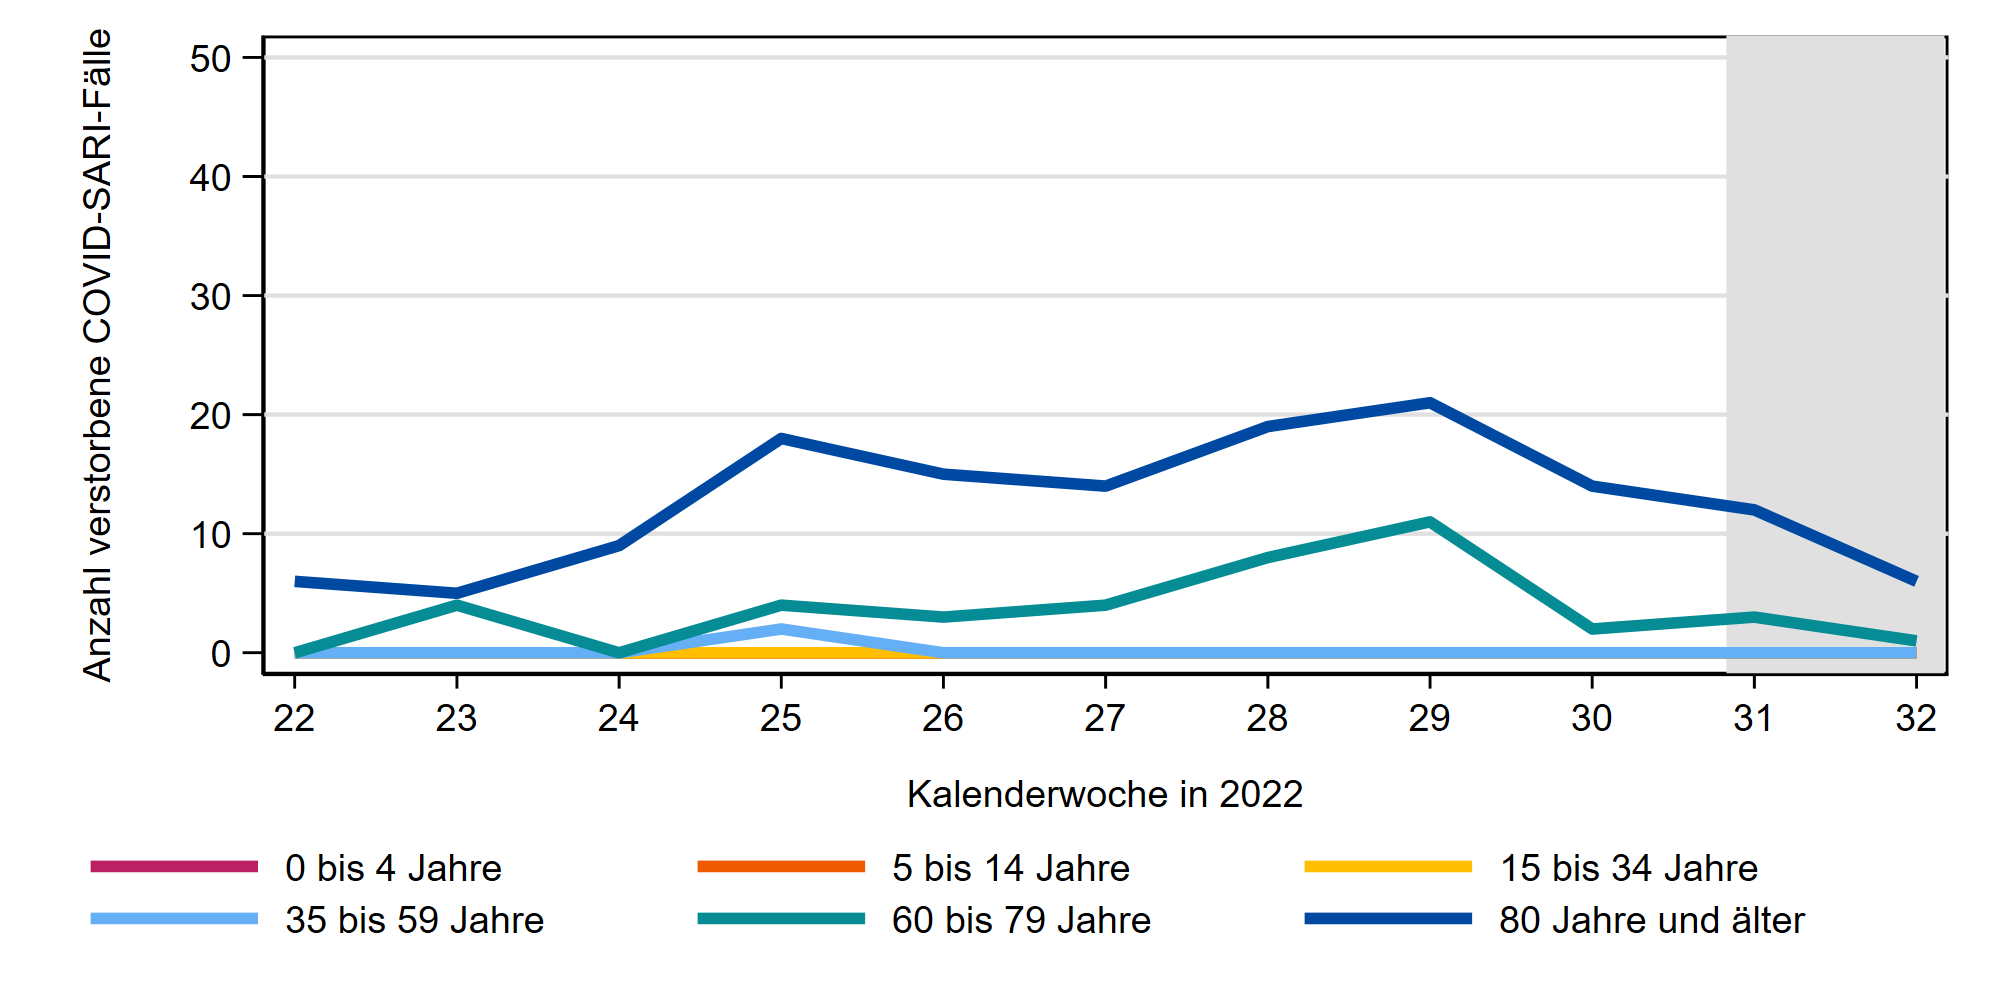 Anzahl verstorbene COVID-SARI-Fälle
50
40
30
20
10
0
22 23 24 25 26 27 28 29 30 31 32
Kalenderwoche in 2022
0 bis 4 Jahre 5 bis 14 Jahre 15 bis 34 Jahre
35 bis 59 Jahre 60 bis 79 Jahre 80 Jahre und älter